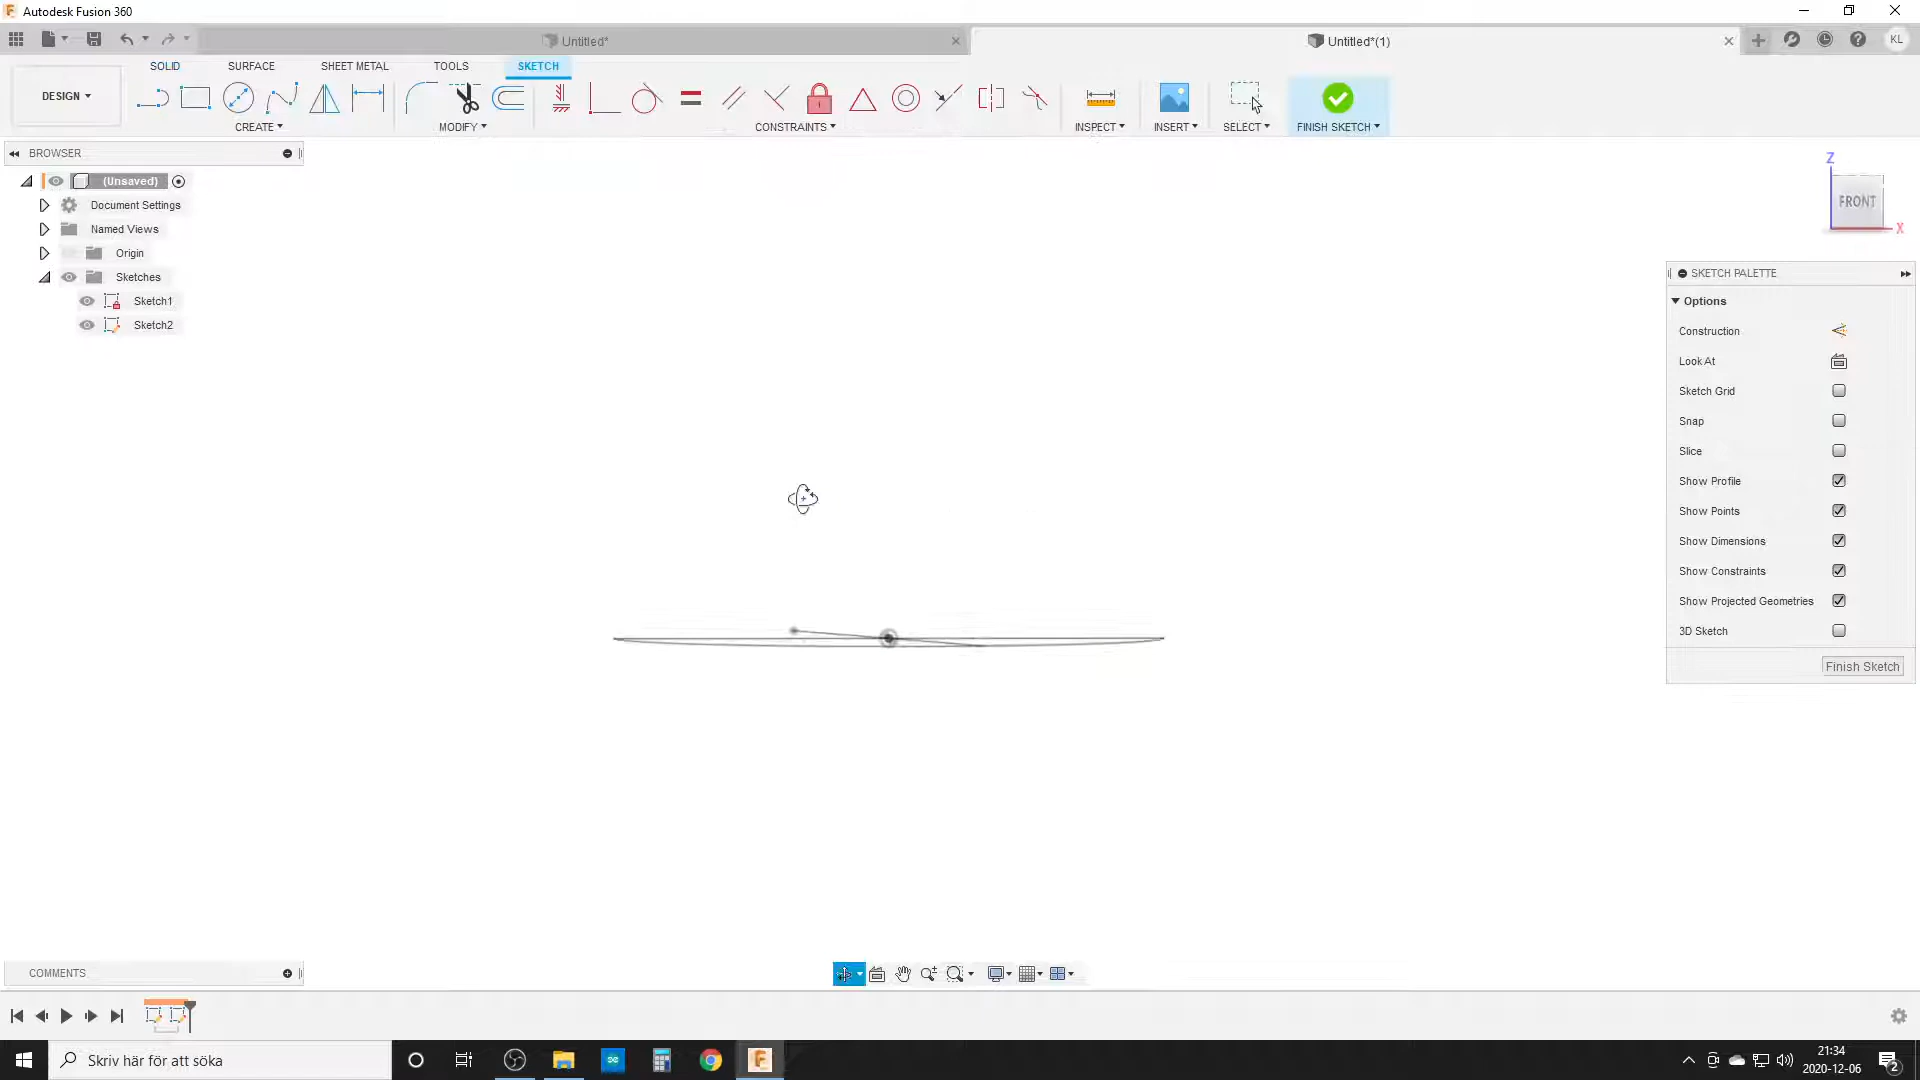 Autodesk Fusion 360
Untitled*
Untitled*(1)
KL
SOLID
SURFACE
SHEET METAL
TOOLS
SKETCH
DESIGN
CREATE
MODIFY
CONSTRAINTS
INSPECT
INSERT
SELECT
FINISH SKETCH
BROWSER
(Unsaved)
Document Settings
Named Views
Origin
Sketches
Sketch1
Sketch2
Z
FRONT
X
SKETCH PALETTE
Options
Construction
Look At
Sketch Grid
Snap
Slice
Show Profile
Show Points
Show Dimensions
Show Constraints
Show Projected Geometries
3D Sketch
Finish Sketch
COMMENTS
Skriv här för att söka
21:34
2020-12-06
2